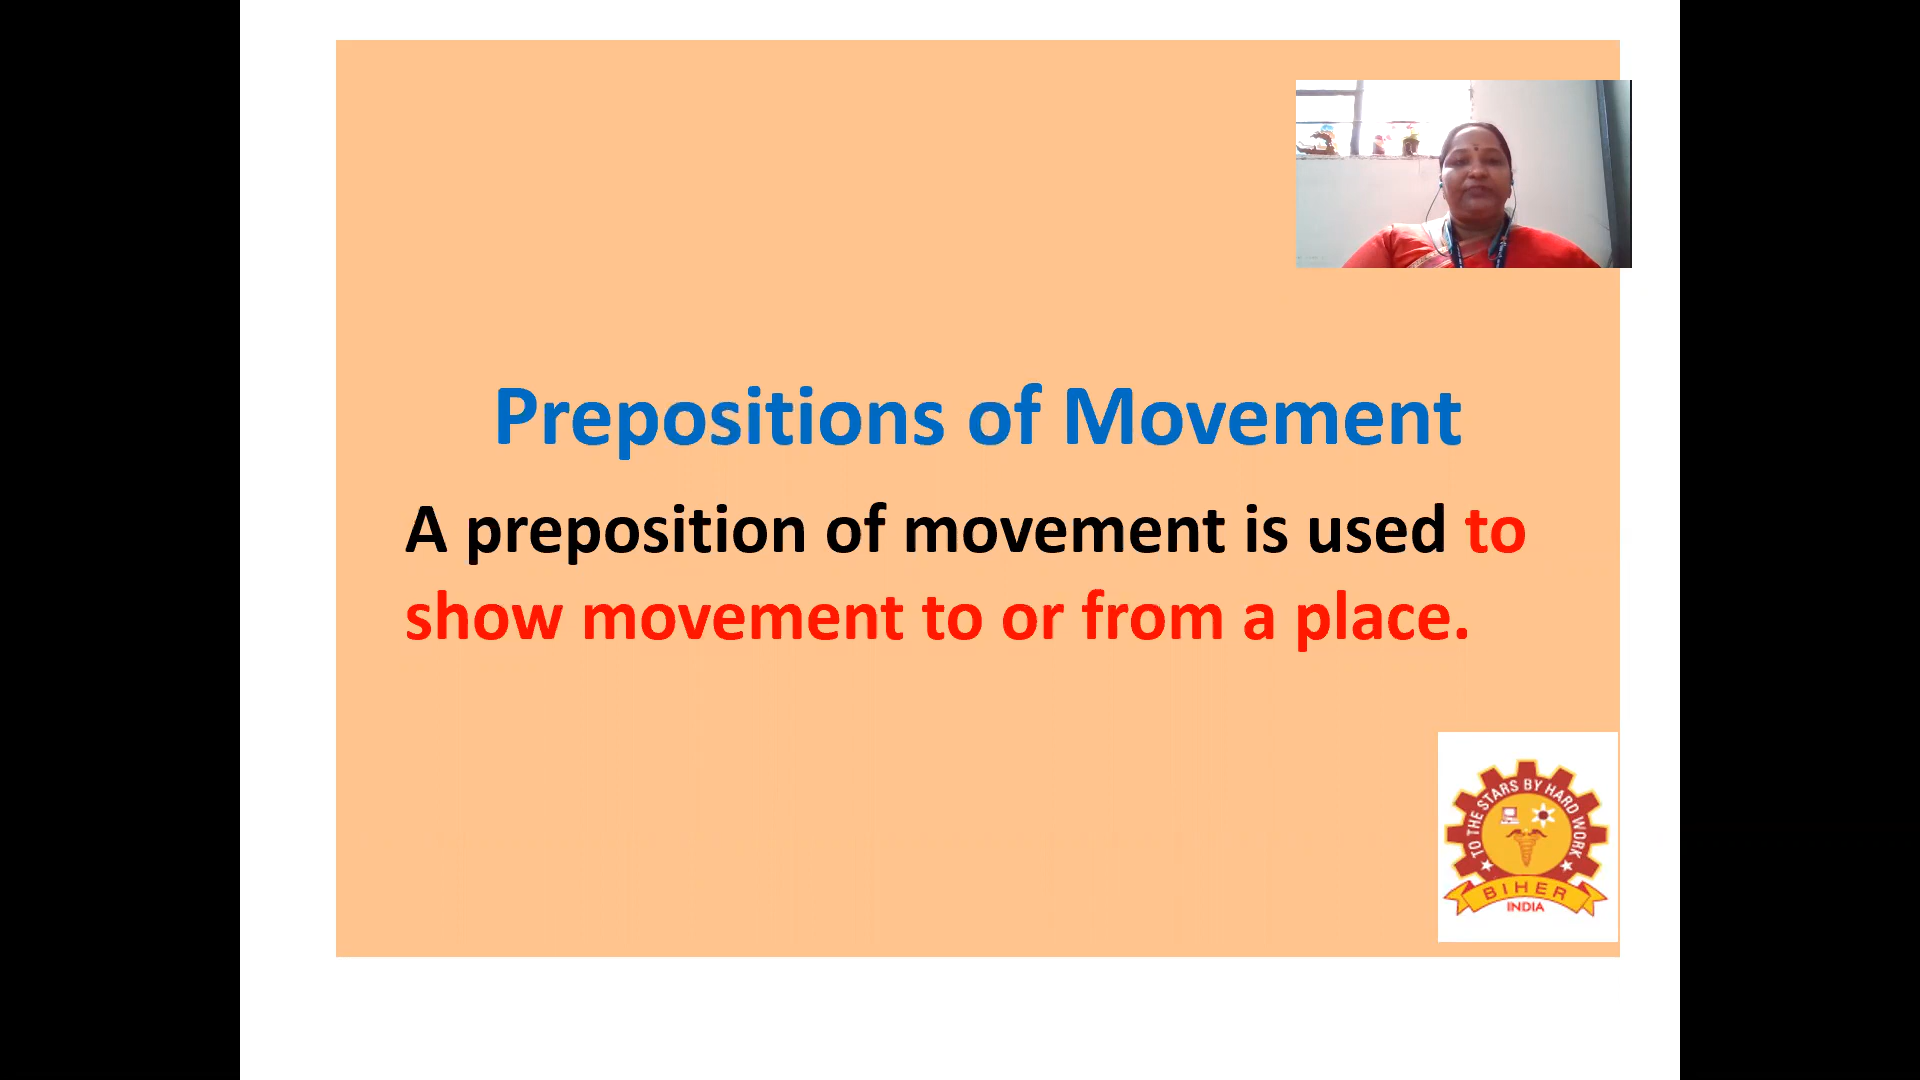 Prepositions of Movement
A preposition of movement is used to
show movement to or from a place.
TO THE STARS BY HARD WORK
BIHER
INDIA